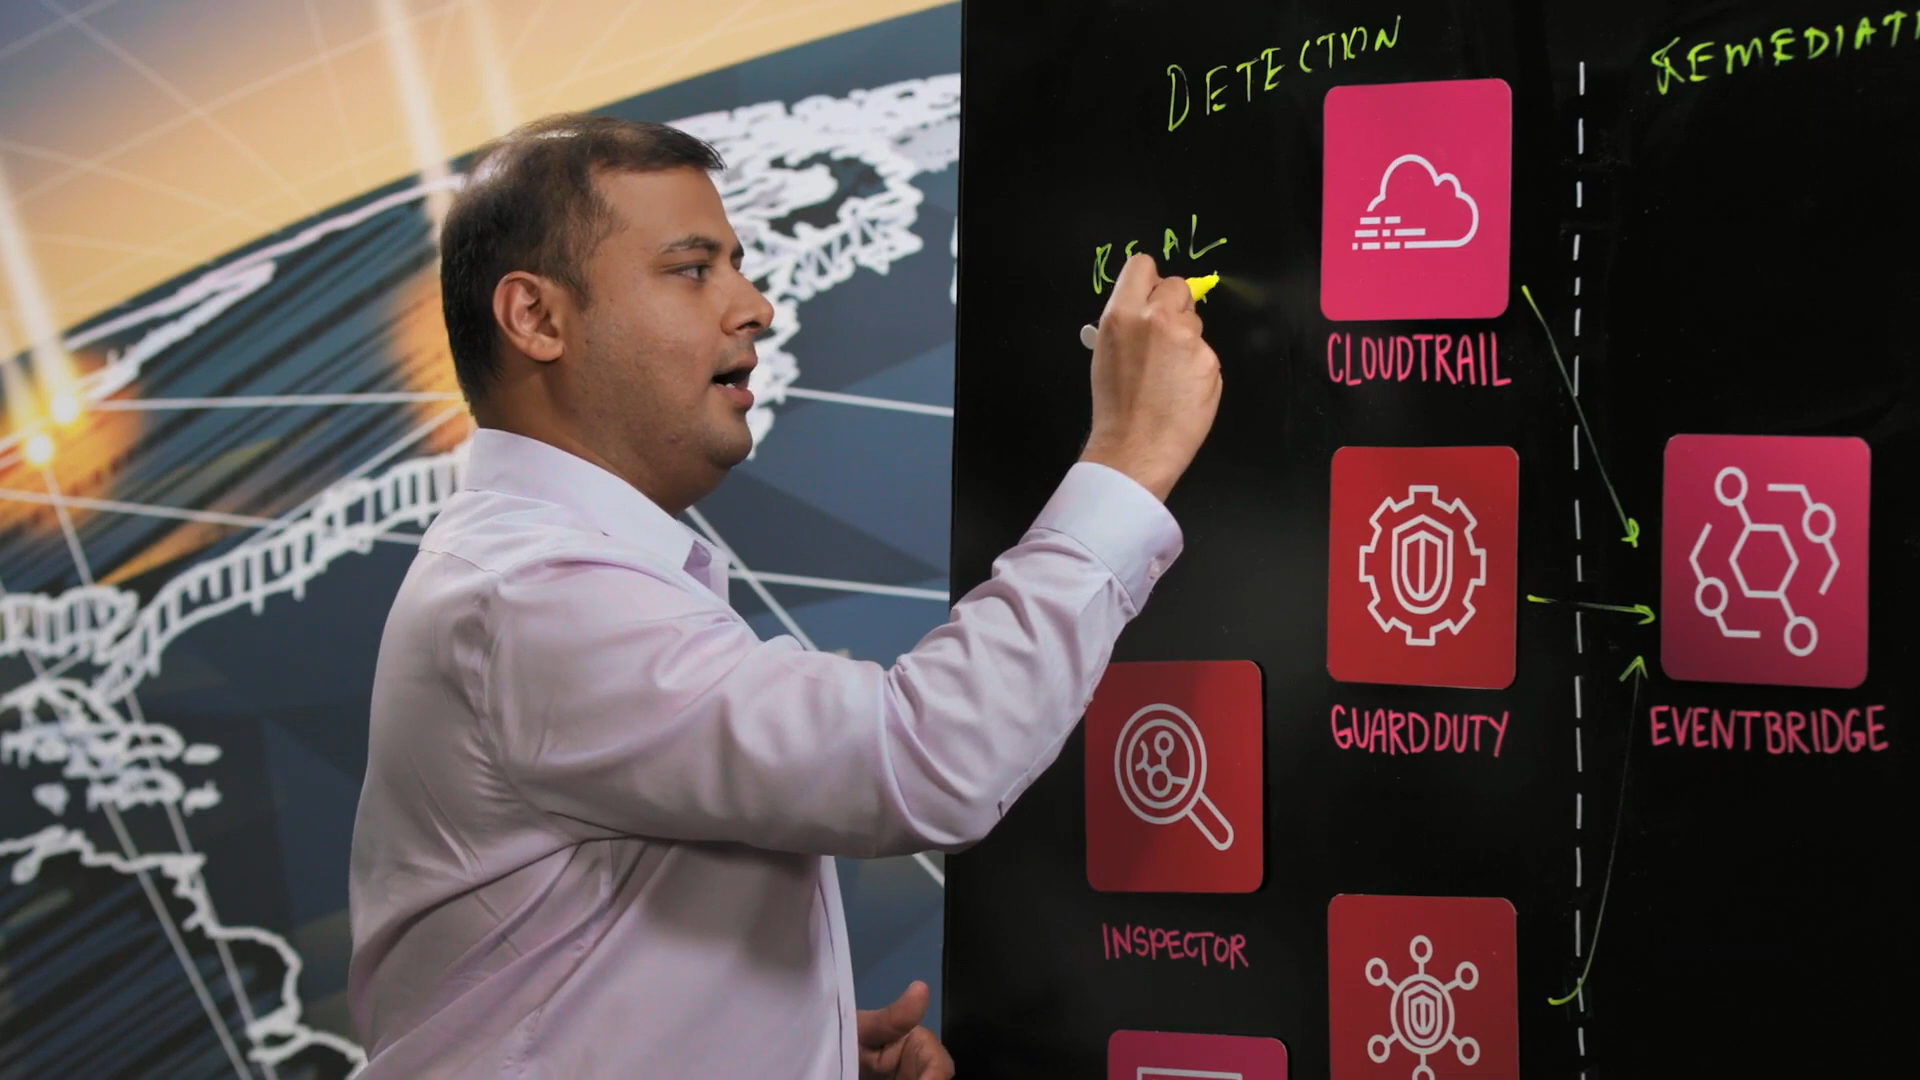 DETECTION
REMEDIATI
REAL
CLOUDTRAIL
GUARDDUTY
EVENTBRIDGE
INSPECTOR